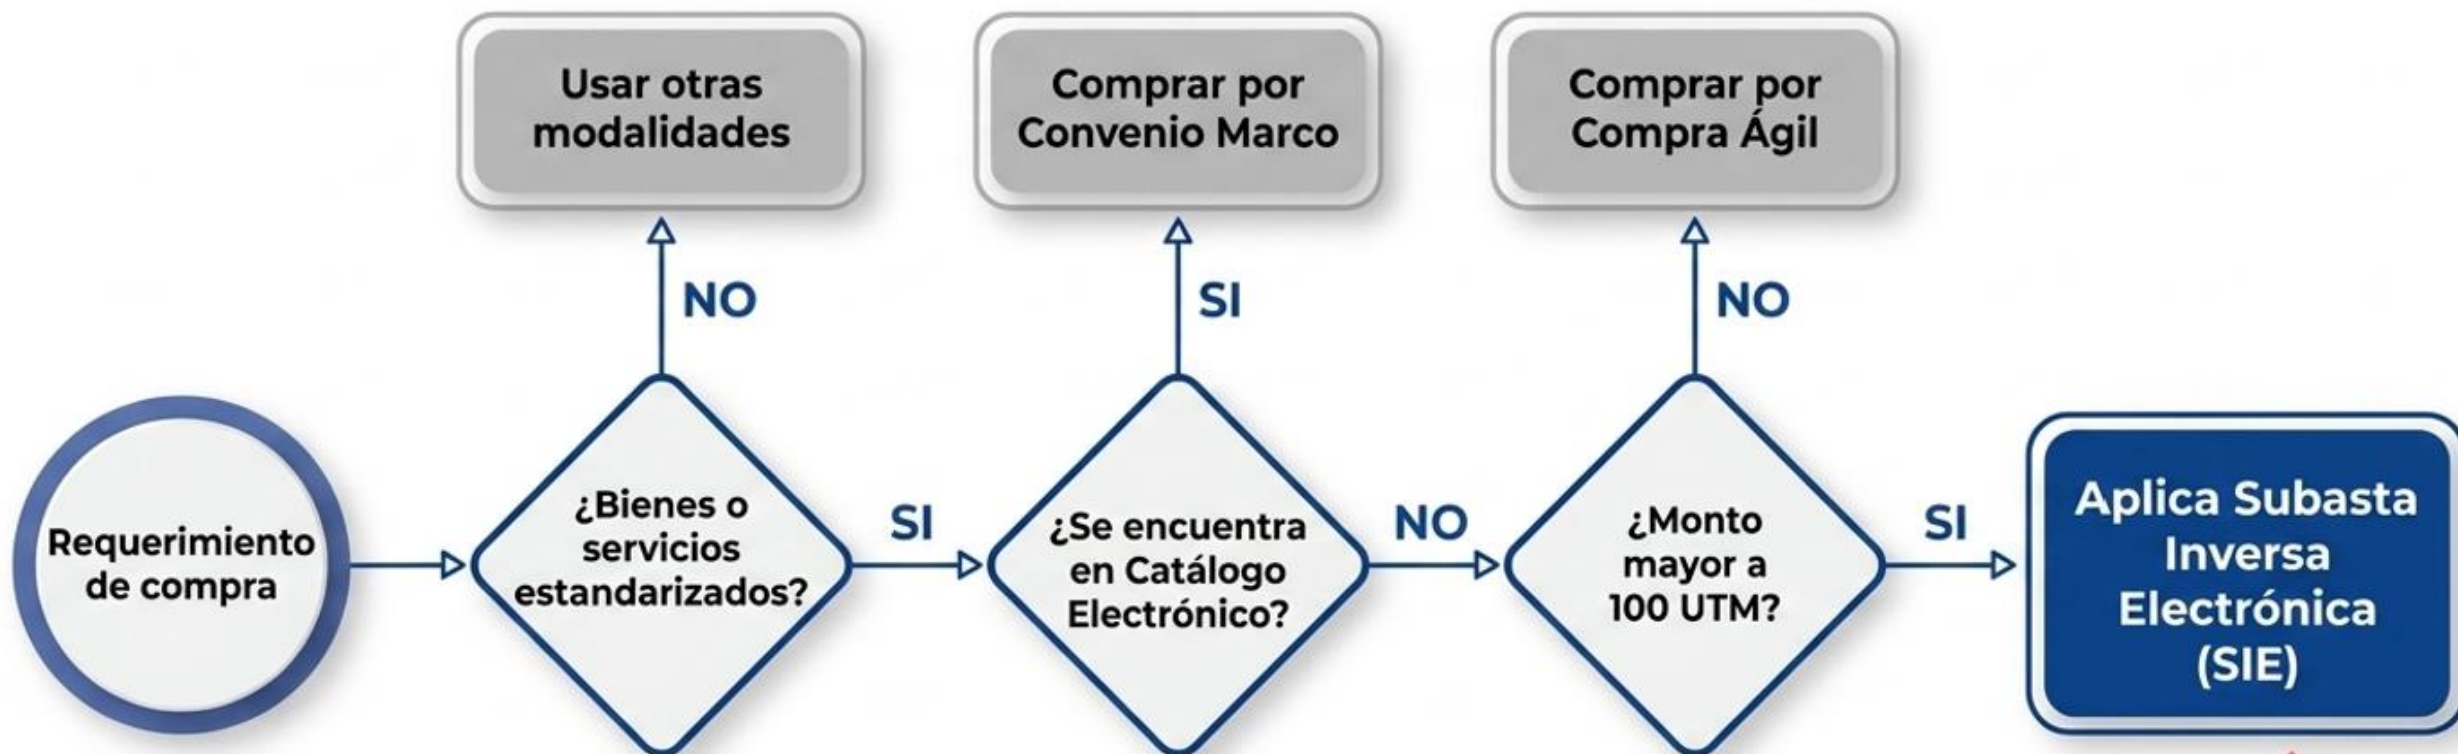 Usar otras
modalidades
Comprar por
Convenio Marco
Comprar por
Compra Ágil
NO
SI
NO
Requerimiento
de compra
¿Bienes o
servicios
estandarizados?
SI
¿Se encuentra
en Catálogo
Electrónico?
NO
¿Monto
mayor a
100 UTM?
SI
Aplica Subasta
Inversa
Electrónica
(SIE)